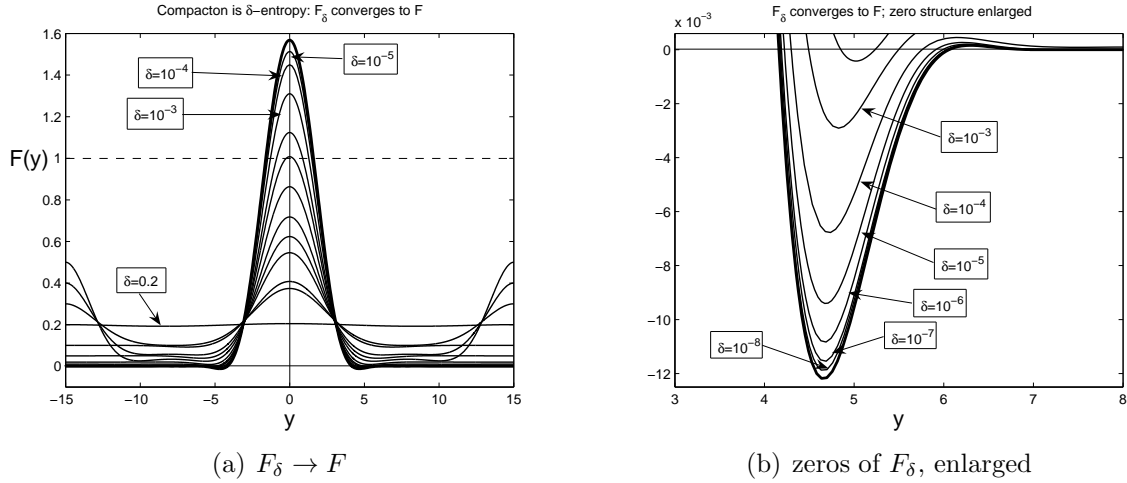 Compacton is δ−entropy: F_δ converges to F
1.6
1.4
1.2
1
0.8
0.6
0.4
0.2
0
F(y)
δ=10^{−4}
δ=10^{−5}
δ=10^{−3}
δ=0.2
−15 −10 −5 0 5 10 15
y
(a) F_δ → F
F_δ converges to F; zero structure enlarged
x 10^{−3}
0
−2
−4
−6
−8
−10
−12
δ=10^{−3}
δ=10^{−4}
δ=10^{−5}
δ=10^{−6}
δ=10^{−7}
δ=10^{−8}
3 4 5 6 7 8
y
(b) zeros of F_δ, enlarged